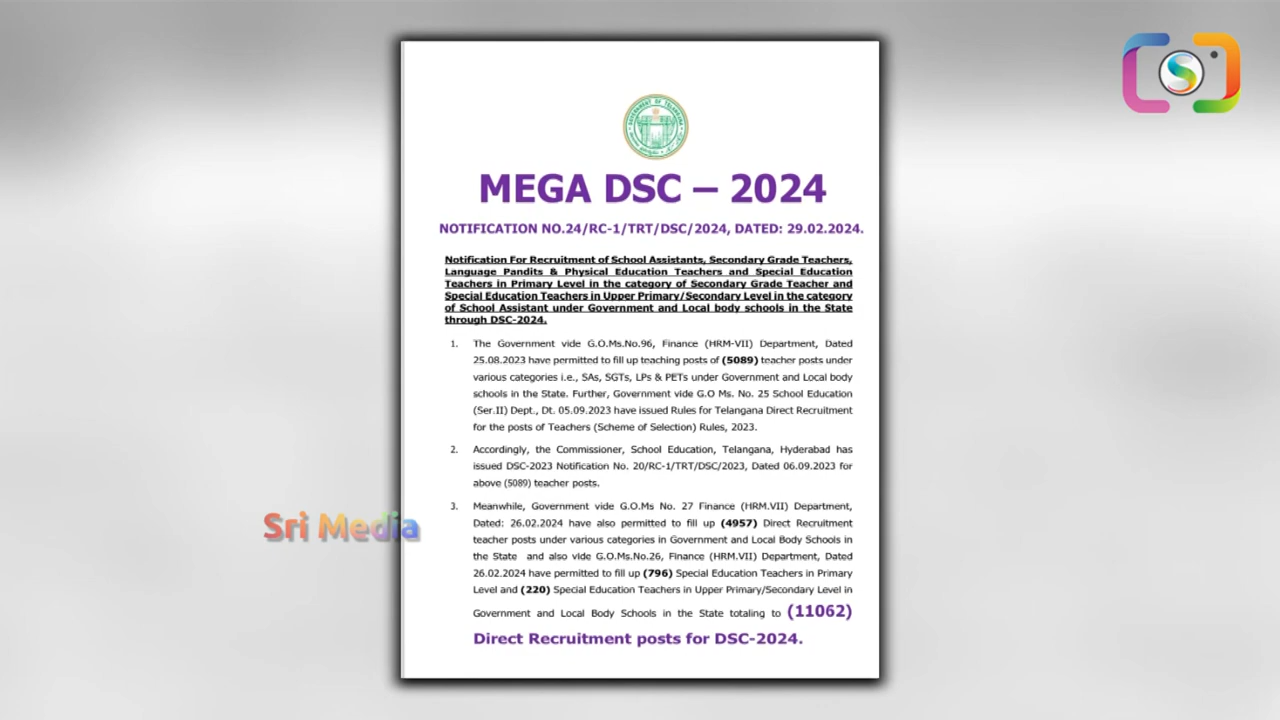 GOVERNMENT OF TELANGANA
MEGA DSC – 2024
NOTIFICATION NO.24/RC-1/TRT/DSC/2024, DATED: 29.02.2024.
Notification For Recruitment of School Assistants, Secondary Grade Teachers,
Language Pandits & Physical Education Teachers and Special Education
Teachers in Primary Level in the category of Secondary Grade Teacher and
Special Education Teachers in Upper Primary/Secondary Level in the category
of School Assistant under Government and Local body schools in the State
through DSC-2024.
1. The Government vide G.O.Ms.No.96, Finance (HRM-VII) Department, Dated
25.08.2023 have permitted to fill up teaching posts of (5089) teacher posts under
various categories i.e., SAs, SGTs, LPs & PETs under Government and Local body
schools in the State. Further, Government vide G.O Ms. No. 25 School Education
(Ser.II) Dept., Dt. 05.09.2023 have issued Rules for Telangana Direct Recruitment
for the posts of Teachers (Scheme of Selection) Rules, 2023.
2. Accordingly, the Commissioner, School Education, Telangana, Hyderabad has
issued DSC-2023 Notification No. 20/RC-1/TRT/DSC/2023, Dated 06.09.2023 for
above (5089) teacher posts.
3. Meanwhile, Government vide G.O.Ms No. 27 Finance (HRM.VII) Department,
Dated: 26.02.2024 have also permitted to fill up (4957) Direct Recruitment
teacher posts under various categories in Government and Local Body Schools in
the State and also vide G.O.Ms.No.26, Finance (HRM.VII) Department, Dated
26.02.2024 have permitted to fill up (796) Special Education Teachers in Primary
Level and (220) Special Education Teachers in Upper Primary/Secondary Level in
Government and Local Body Schools in the State totaling to (11062)
Direct Recruitment posts for DSC-2024.
Sri Media
S